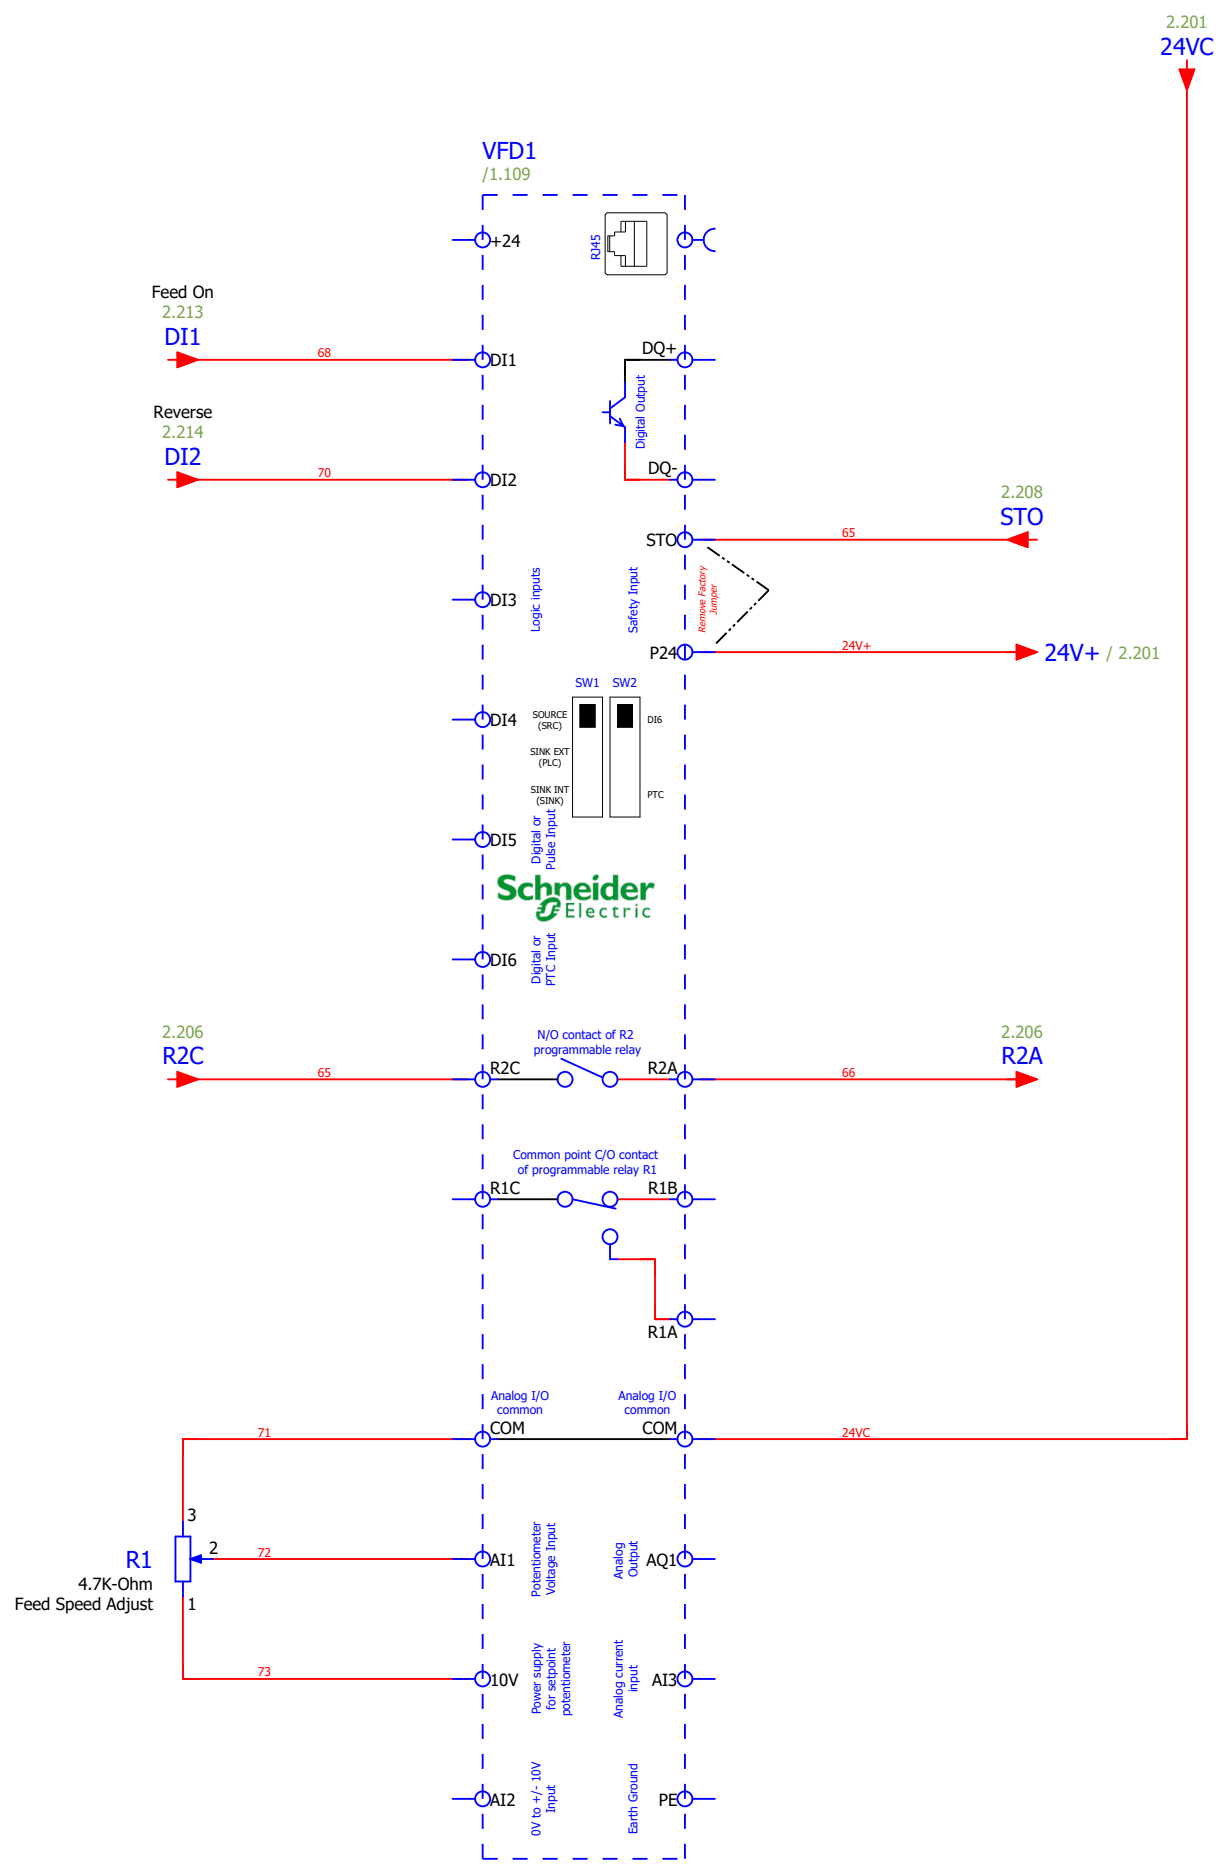 2.201
24VC
VFD1
/1.109
+24
RJ45
Feed On
2.213
DI1
68
DI1
DQ+
Digital Output
Reverse
2.214
DI2
70
DI2
DQ-
2.208
STO
65
STO
DI3
Logic inputs
Safety Input
Remove Factory
Jumper
P24
24V+
24V+ / 2.201
SW1
SW2
DI4
SOURCE
(SRC)
DI6
SINK EXT
(PLC)
SINK INT
(SINK)
PTC
DI5
Digital or
Pulse Input
Schneider
Electric
DI6
Digital or
PTC Input
2.206
R2C
65
R2C
N/O contact of R2
programmable relay
R2A
66
2.206
R2A
Common point C/O contact
of programmable relay R1
R1C
R1B
R1A
Analog I/O
common
COM
Analog I/O
common
COM
71
24VC
3
2
1
R1
4.7K-Ohm
Feed Speed Adjust
72
AI1
Potentiometer
Voltage Input
Analog
Output
AQ1
73
10V
Power supply
for setpoint
potentiometer
Analog current
input
AI3
AI2
0V to +/- 10V
Input
Earth Ground
PE